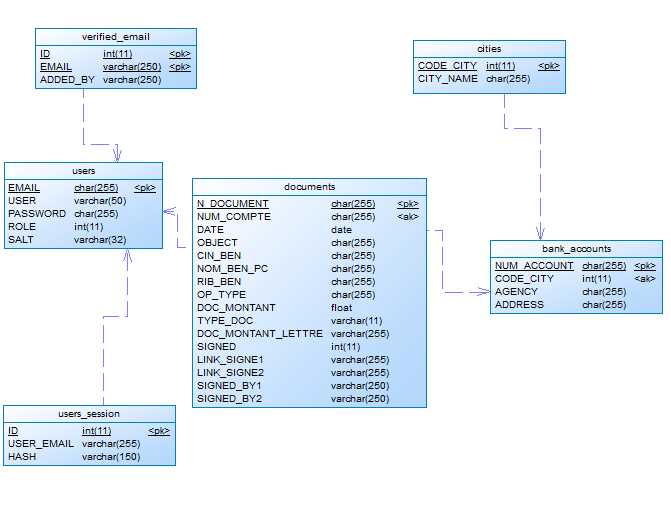 verified_email
ID int(11) <pk>
EMAIL varchar(250) <pk>
ADDED_BY varchar(250)
cities
CODE_CITY int(11) <pk>
CITY_NAME char(255)
users
EMAIL char(255) <pk>
USER varchar(50)
PASSWORD char(255)
ROLE int(11)
SALT varchar(32)
documents
N_DOCUMENT char(255) <pk>
NUM_COMPTE char(255) <ak>
DATE date
OBJECT char(255)
CIN_BEN char(255)
NOM_BEN_PC char(255)
RIB_BEN char(255)
OP_TYPE char(255)
DOC_MONTANT float
TYPE_DOC varchar(11)
DOC_MONTANT_LETTRE varchar(255)
SIGNED int(11)
LINK_SIGNE1 varchar(255)
LINK_SIGNE2 varchar(255)
SIGNED_BY1 varchar(250)
SIGNED_BY2 varchar(250)
bank_accounts
NUM_ACCOUNT char(255) <pk>
CODE_CITY int(11) <ak>
AGENCY char(255)
ADDRESS char(255)
users_session
ID int(11) <pk>
USER_EMAIL varchar(255)
HASH varchar(150)